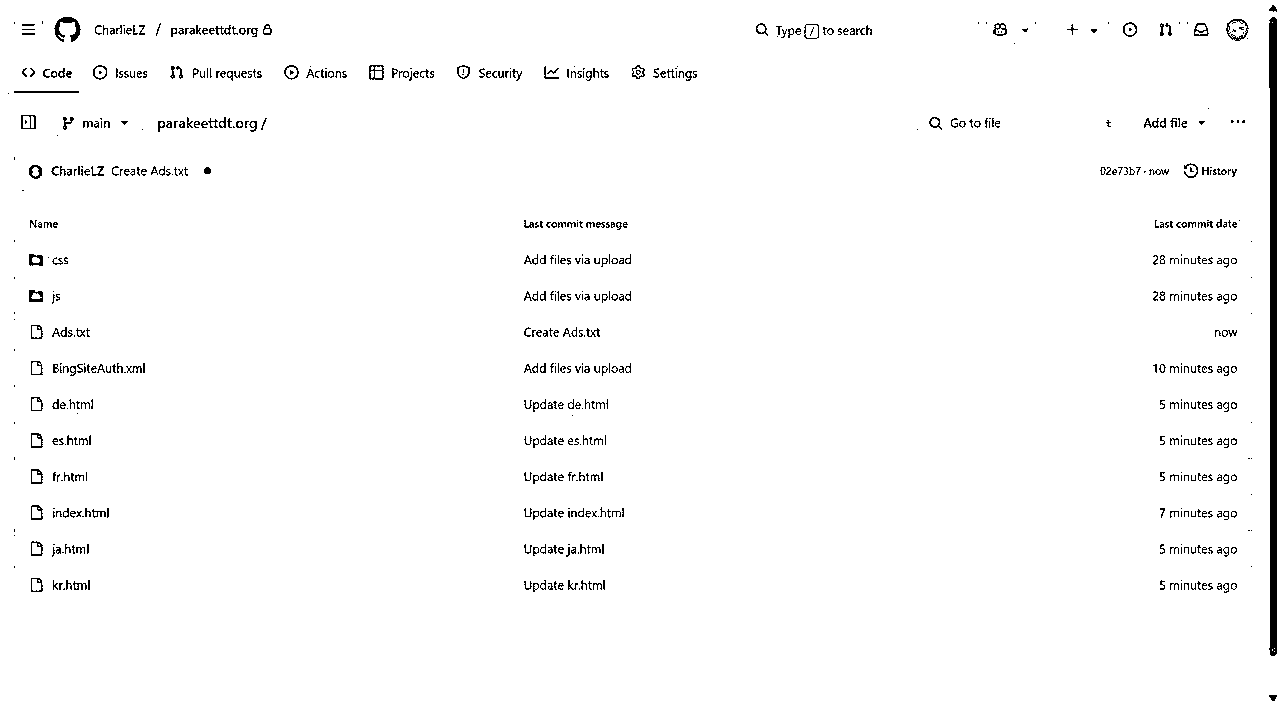 CharlieLZ / parakeettdt.org Type / to search
Code Issues Pull requests Actions Projects Security Insights Settings
main parakeettdt.org / Go to file t Add file
CharlieLZ Create Ads.txt 02e73b7 · now History
Name Last commit message Last commit date
css Add files via upload 28 minutes ago
js Add files via upload 28 minutes ago
Ads.txt Create Ads.txt now
BingSiteAuth.xml Add files via upload 10 minutes ago
de.html Update de.html 5 minutes ago
es.html Update es.html 5 minutes ago
fr.html Update fr.html 5 minutes ago
index.html Update index.html 7 minutes ago
ja.html Update ja.html 5 minutes ago
kr.html Update kr.html 5 minutes ago